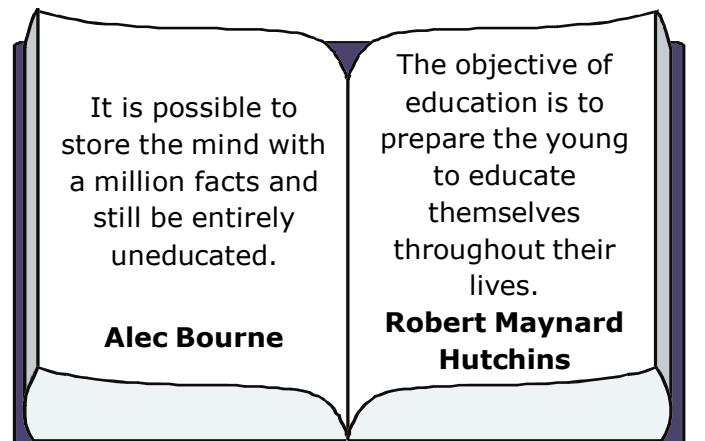 It is possible to
store the mind with
a million facts and
still be entirely
uneducated.
Alec Bourne
The objective of
education is to
prepare the young
to educate
themselves
throughout their
lives.
Robert Maynard
Hutchins